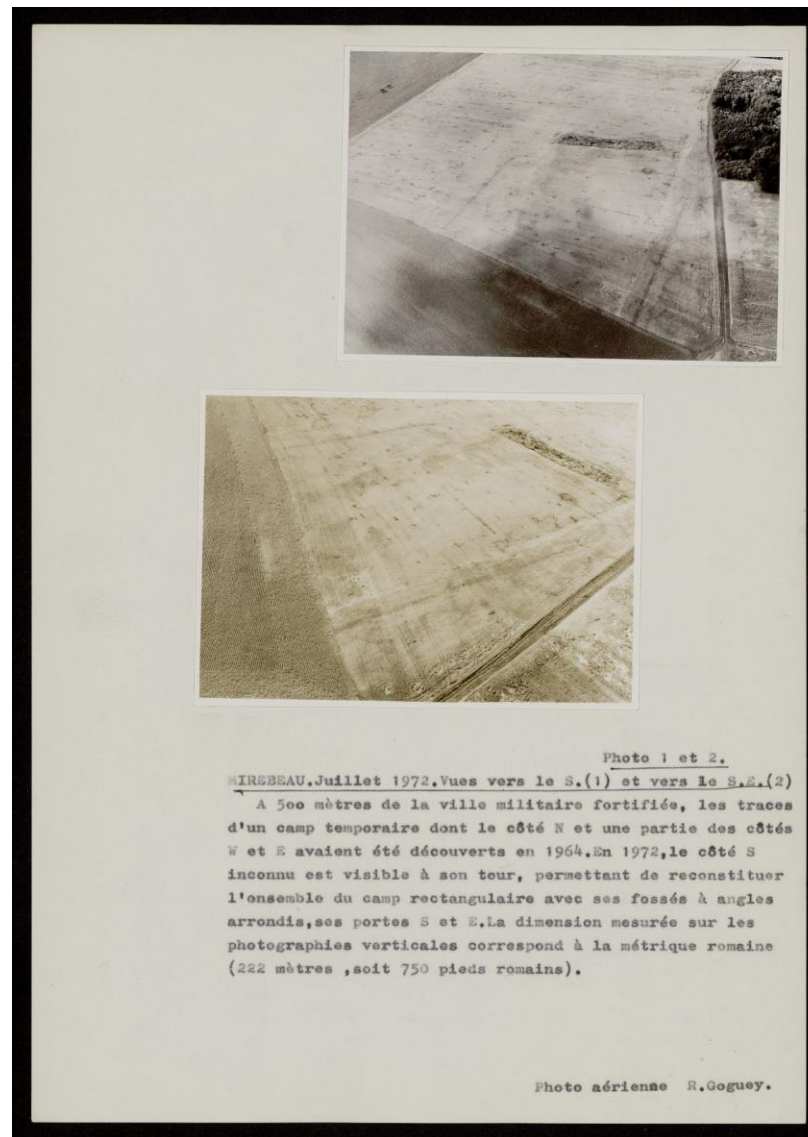 Photo 1 et 2.
MIREBEAU.Juillet 1972.Vues vers le S.(1) et vers le S.E.(2)
A 5oo mètres de la ville militaire fortifiée, les traces
d'un camp temporaire dont le côté N et une partie des côtés
W et E avaient été découverts en 1964.En 1972,le côté S
inconnu est visible à son tour, permettant de reconstituer
l'ensemble du camp rectangulaire avec ses fossés à angles
arrondis,ses portes S et E.La dimension mesurée sur les
photographies verticales correspond à la métrique romaine
(222 mètres ,soit 750 pieds romains).
Photo aérienne R.Goguey.